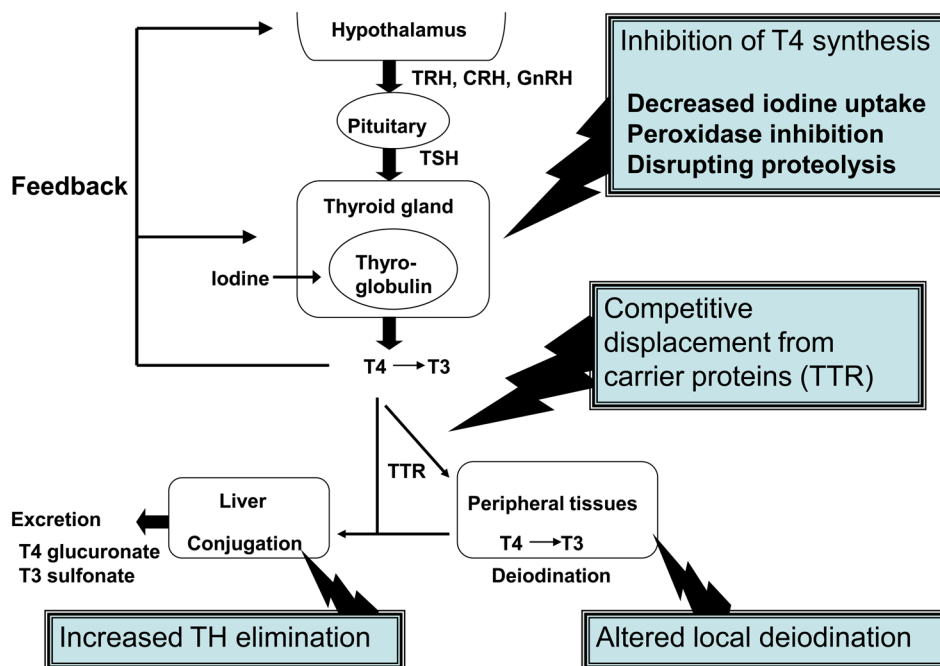 Hypothalamus
TRH, CRH, GnRH
Pituitary
TSH
Feedback
Thyroid gland
Iodine
Thyro-
globulin
T4 → T3
Inhibition of T4 synthesis
Decreased iodine uptake
Peroxidase inhibition
Disrupting proteolysis
Competitive
displacement from
carrier proteins (TTR)
TTR
Liver
Conjugation
Excretion
T4 glucuronate
T3 sulfonate
Peripheral tissues
T4 → T3
Deiodination
Increased TH elimination
Altered local deiodination